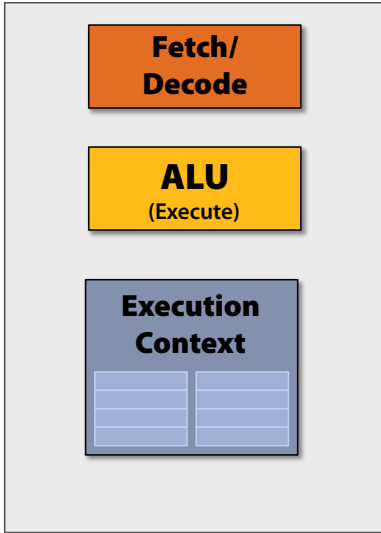 Fetch/
Decode
ALU
(Execute)
Execution
Context